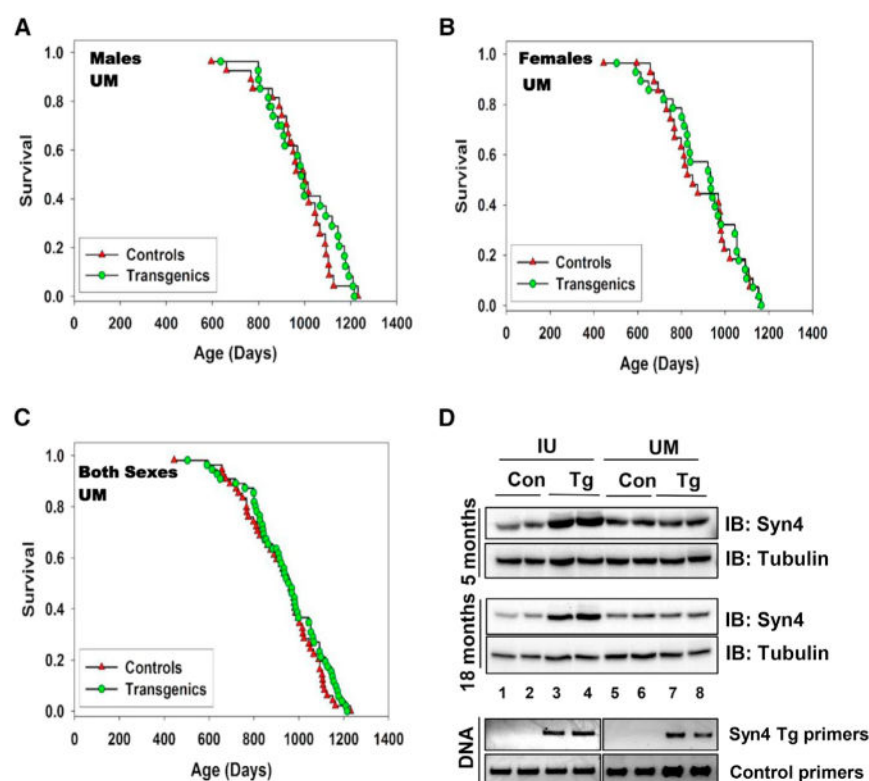 A
Males
UM
1.0
0.8
0.6
0.4
0.2
0.0
Survival
Controls
Transgenics
0 200 400 600 800 1000 1200 1400
Age (Days)
B
Females
UM
1.0
0.8
0.6
0.4
0.2
0.0
Survival
Controls
Transgenics
0 200 400 600 800 1000 1200 1400
Age (Days)
C
Both Sexes
UM
1.0
0.8
0.6
0.4
0.2
0.0
Survival
Controls
Transgenics
0 200 400 600 800 1000 1200 1400
Age (Days)
D
IU UM
Con Tg Con Tg
5 months
IB: Syn4
IB: Tubulin
18 months
IB: Syn4
IB: Tubulin
1 2 3 4 5 6 7 8
DNA
Syn4 Tg primers
Control primers